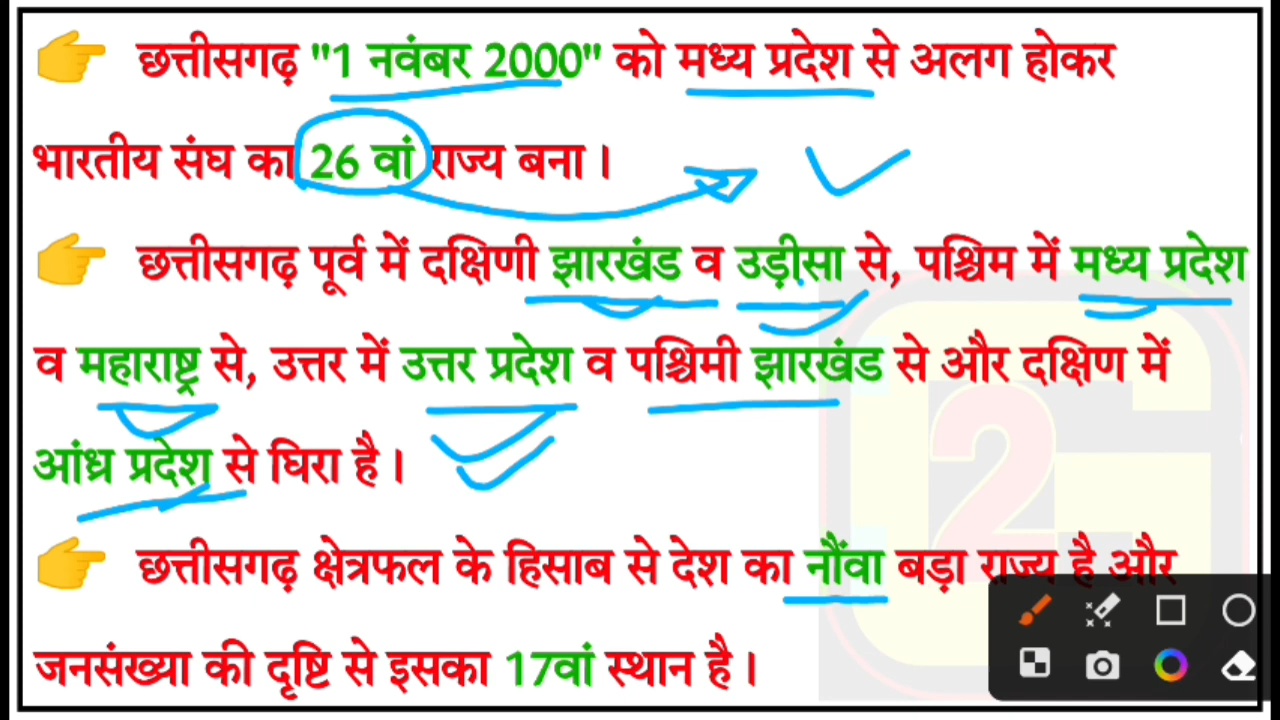 👉 छत्तीसगढ़ "1 नवंबर 2000" को मध्य प्रदेश से अलग होकर
भारतीय संघ का 26 वां राज्य बना।
👉 छत्तीसगढ़ पूर्व में दक्षिणी झारखंड व उड़ीसा से, पश्चिम में मध्य प्रदेश
व महाराष्ट्र से, उत्तर में उत्तर प्रदेश व पश्चिमी झारखंड से और दक्षिण में
आंध्र प्रदेश से घिरा है।
👉 छत्तीसगढ़ क्षेत्रफल के हिसाब से देश का नौंवा बड़ा राज्य है और
जनसंख्या की दृष्टि से इसका 17वां स्थान है।